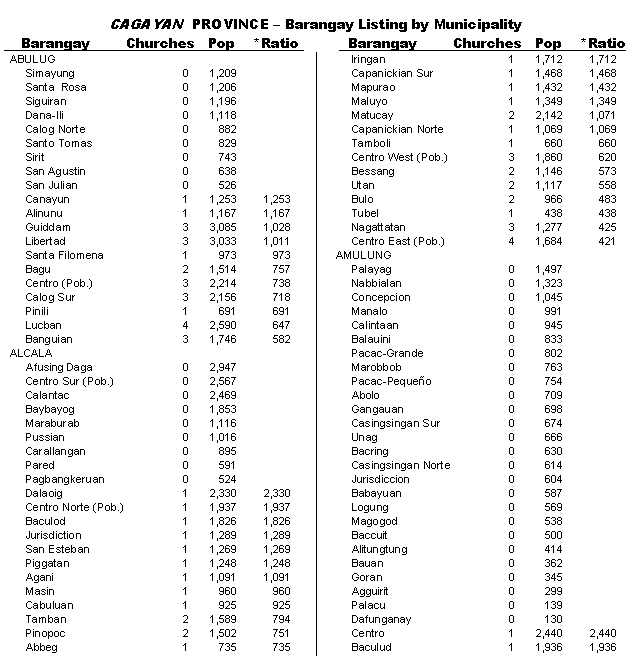 CAGAYAN PROVINCE – Barangay Listing by Municipality
Barangay Churches Pop *Ratio
ABULUG
Simayung 0 1,209
Santa Rosa 0 1,206
Siguiran 0 1,196
Dana-Ili 0 1,118
Calog Norte 0 882
Santo Tomas 0 829
Sirit 0 743
San Agustin 0 638
San Julian 0 526
Canayun 1 1,253 1,253
Alinunu 1 1,167 1,167
Guiddam 3 3,085 1,028
Libertad 3 3,033 1,011
Santa Filomena 1 973 973
Bagu 2 1,514 757
Centro (Pob.) 3 2,214 738
Calog Sur 3 2,156 718
Pinili 1 691 691
Lucban 4 2,590 647
Banguian 3 1,746 582
ALCALA
Afusing Daga 0 2,947
Centro Sur (Pob.) 0 2,567
Calantac 0 2,469
Baybayog 0 1,853
Maraburab 0 1,116
Pussian 0 1,016
Carallangan 0 895
Pared 0 591
Pagbangkeruan 0 524
Dalaoig 1 2,330 2,330
Centro Norte (Pob.) 1 1,937 1,937
Baculod 1 1,826 1,826
Jurisdiction 1 1,289 1,289
San Esteban 1 1,269 1,269
Piggatan 1 1,248 1,248
Agani 1 1,091 1,091
Masin 1 960 960
Cabuluan 1 925 925
Tamban 2 1,589 794
Pinopoc 2 1,502 751
Abbeg 1 735 735
Barangay Churches Pop *Ratio
Iringan 1 1,712 1,712
Capanickian Sur 1 1,468 1,468
Mapurao 1 1,432 1,432
Maluyo 1 1,349 1,349
Matucay 2 2,142 1,071
Capanickian Norte 1 1,069 1,069
Tamboli 1 660 660
Centro West (Pob.) 3 1,860 620
Bessang 2 1,146 573
Utan 2 1,117 558
Bulo 2 966 483
Tubel 1 438 438
Nagattatan 3 1,277 425
Centro East (Pob.) 4 1,684 421
AMULUNG
Palayag 0 1,497
Nabbialan 0 1,323
Concepcion 0 1,045
Manalo 0 991
Calintaan 0 945
Balauini 0 833
Pacac-Grande 0 802
Marobbob 0 763
Pacac-Pequeño 0 754
Abolo 0 709
Gangauan 0 698
Casingsingan Sur 0 674
Unag 0 666
Bacring 0 630
Casingsingan Norte 0 614
Jurisdiccion 0 604
Babayuan 0 587
Logung 0 569
Magogod 0 538
Baccuit 0 500
Alitungtung 0 414
Bauan 0 362
Goran 0 345
Agguirit 0 299
Palacu 0 139
Dafunganay 0 130
Centro 1 2,440 2,440
Baculud 1 1,936 1,936